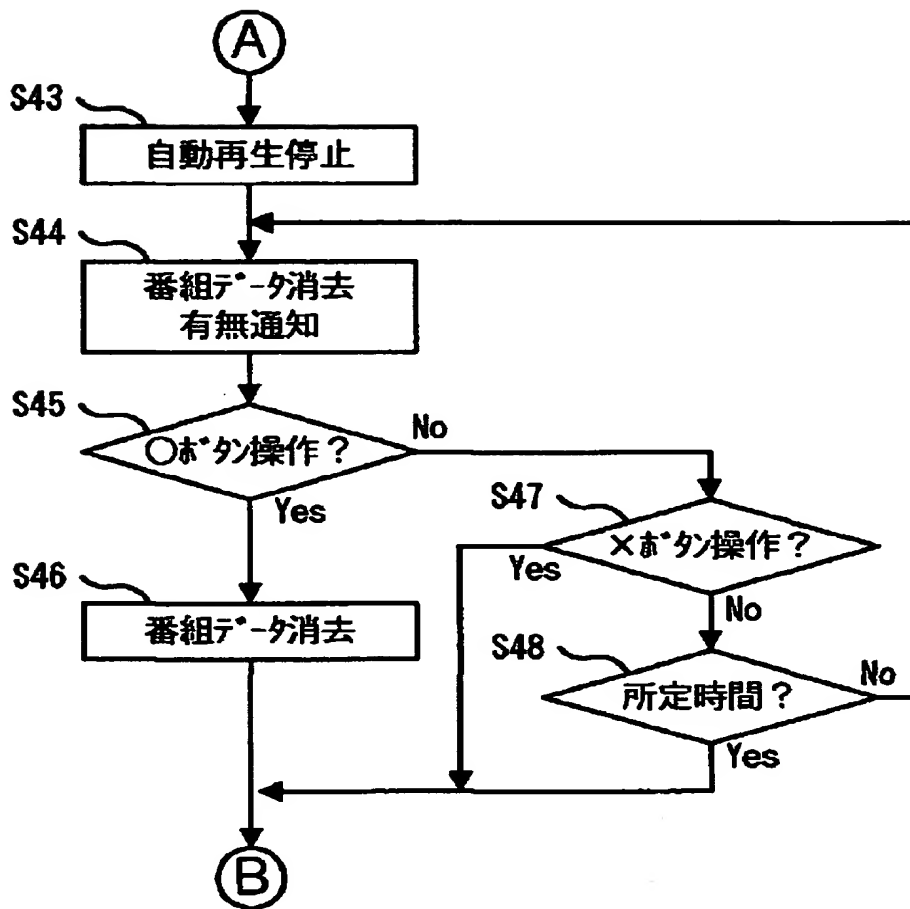 A
S43
自動再生停止
S44
番組ﾃﾞｰﾀ消去
有無通知
S45
○ﾎﾞﾀﾝ操作？
No
Yes
S47
×ﾎﾞﾀﾝ操作？
Yes
No
S46
番組ﾃﾞｰﾀ消去
S48
所定時間？
No
Yes
B